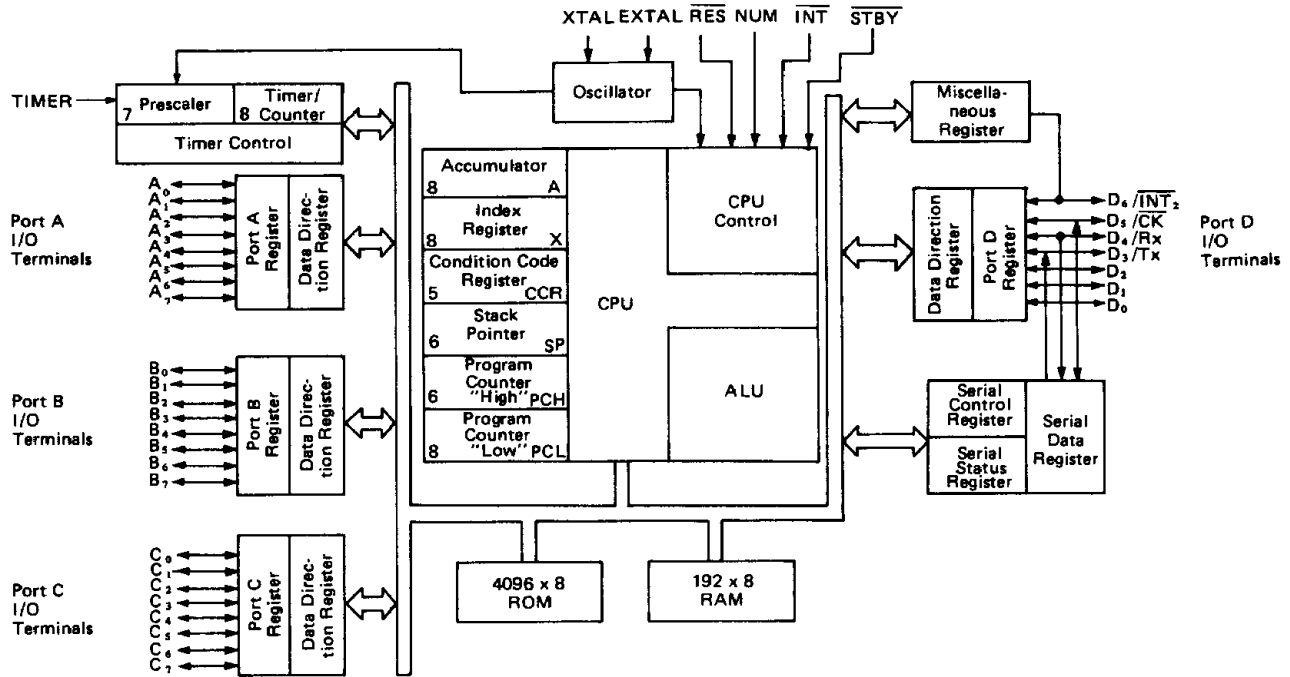 XTAL EXTAL RES NUM INT STBY
TIMER
7 Prescaler
8 Timer/
Counter
Timer Control
Oscillator
Miscella-
neous
Register
Port A
I/O
Terminals
A₀
A₁
A₂
A₃
A₄
A₅
A₆
A₇
Port A
Register
Data Direc-
tion Register
Accumulator
8 A
Index
Register
8 X
Condition Code
Register
5 CCR
Stack
Pointer
6 SP
Program
Counter
6 "High" PCH
Program
Counter
8 "Low" PCL
CPU
CPU
Control
ALU
Data Direction
Register
Port D
Register
D₆/INT₂
D₅/CK
D₄/Rx
D₃/Tx
D₂
D₁
D₀
Port D
I/O
Terminals
Port B
I/O
Terminals
B₀
B₁
B₂
B₃
B₄
B₅
B₆
B₇
Port B
Register
Data Direc-
tion Register
Serial
Control
Register
Serial
Status
Register
Serial
Data
Register
Port C
I/O
Terminals
C₀
C₁
C₂
C₃
C₄
C₅
C₆
C₇
Port C
Register
Data Direc-
tion Register
4096 x 8
ROM
192 x 8
RAM